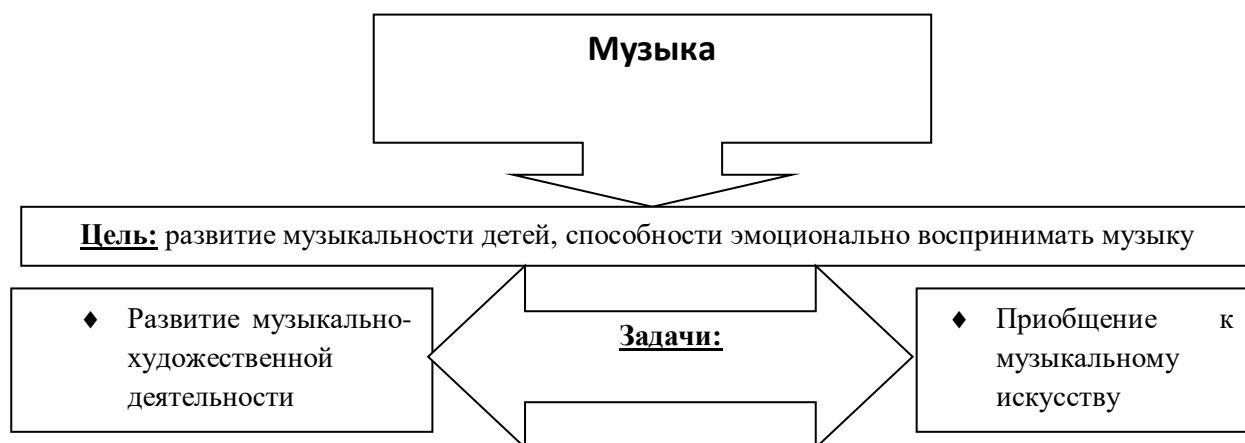 Музыка
Цель: развитие музыкальности детей, способности эмоционально воспринимать музыку
♦ Развитие музыкально-
художественной
деятельности
Задачи:
♦ Приобщение к
музыкальному
искусству